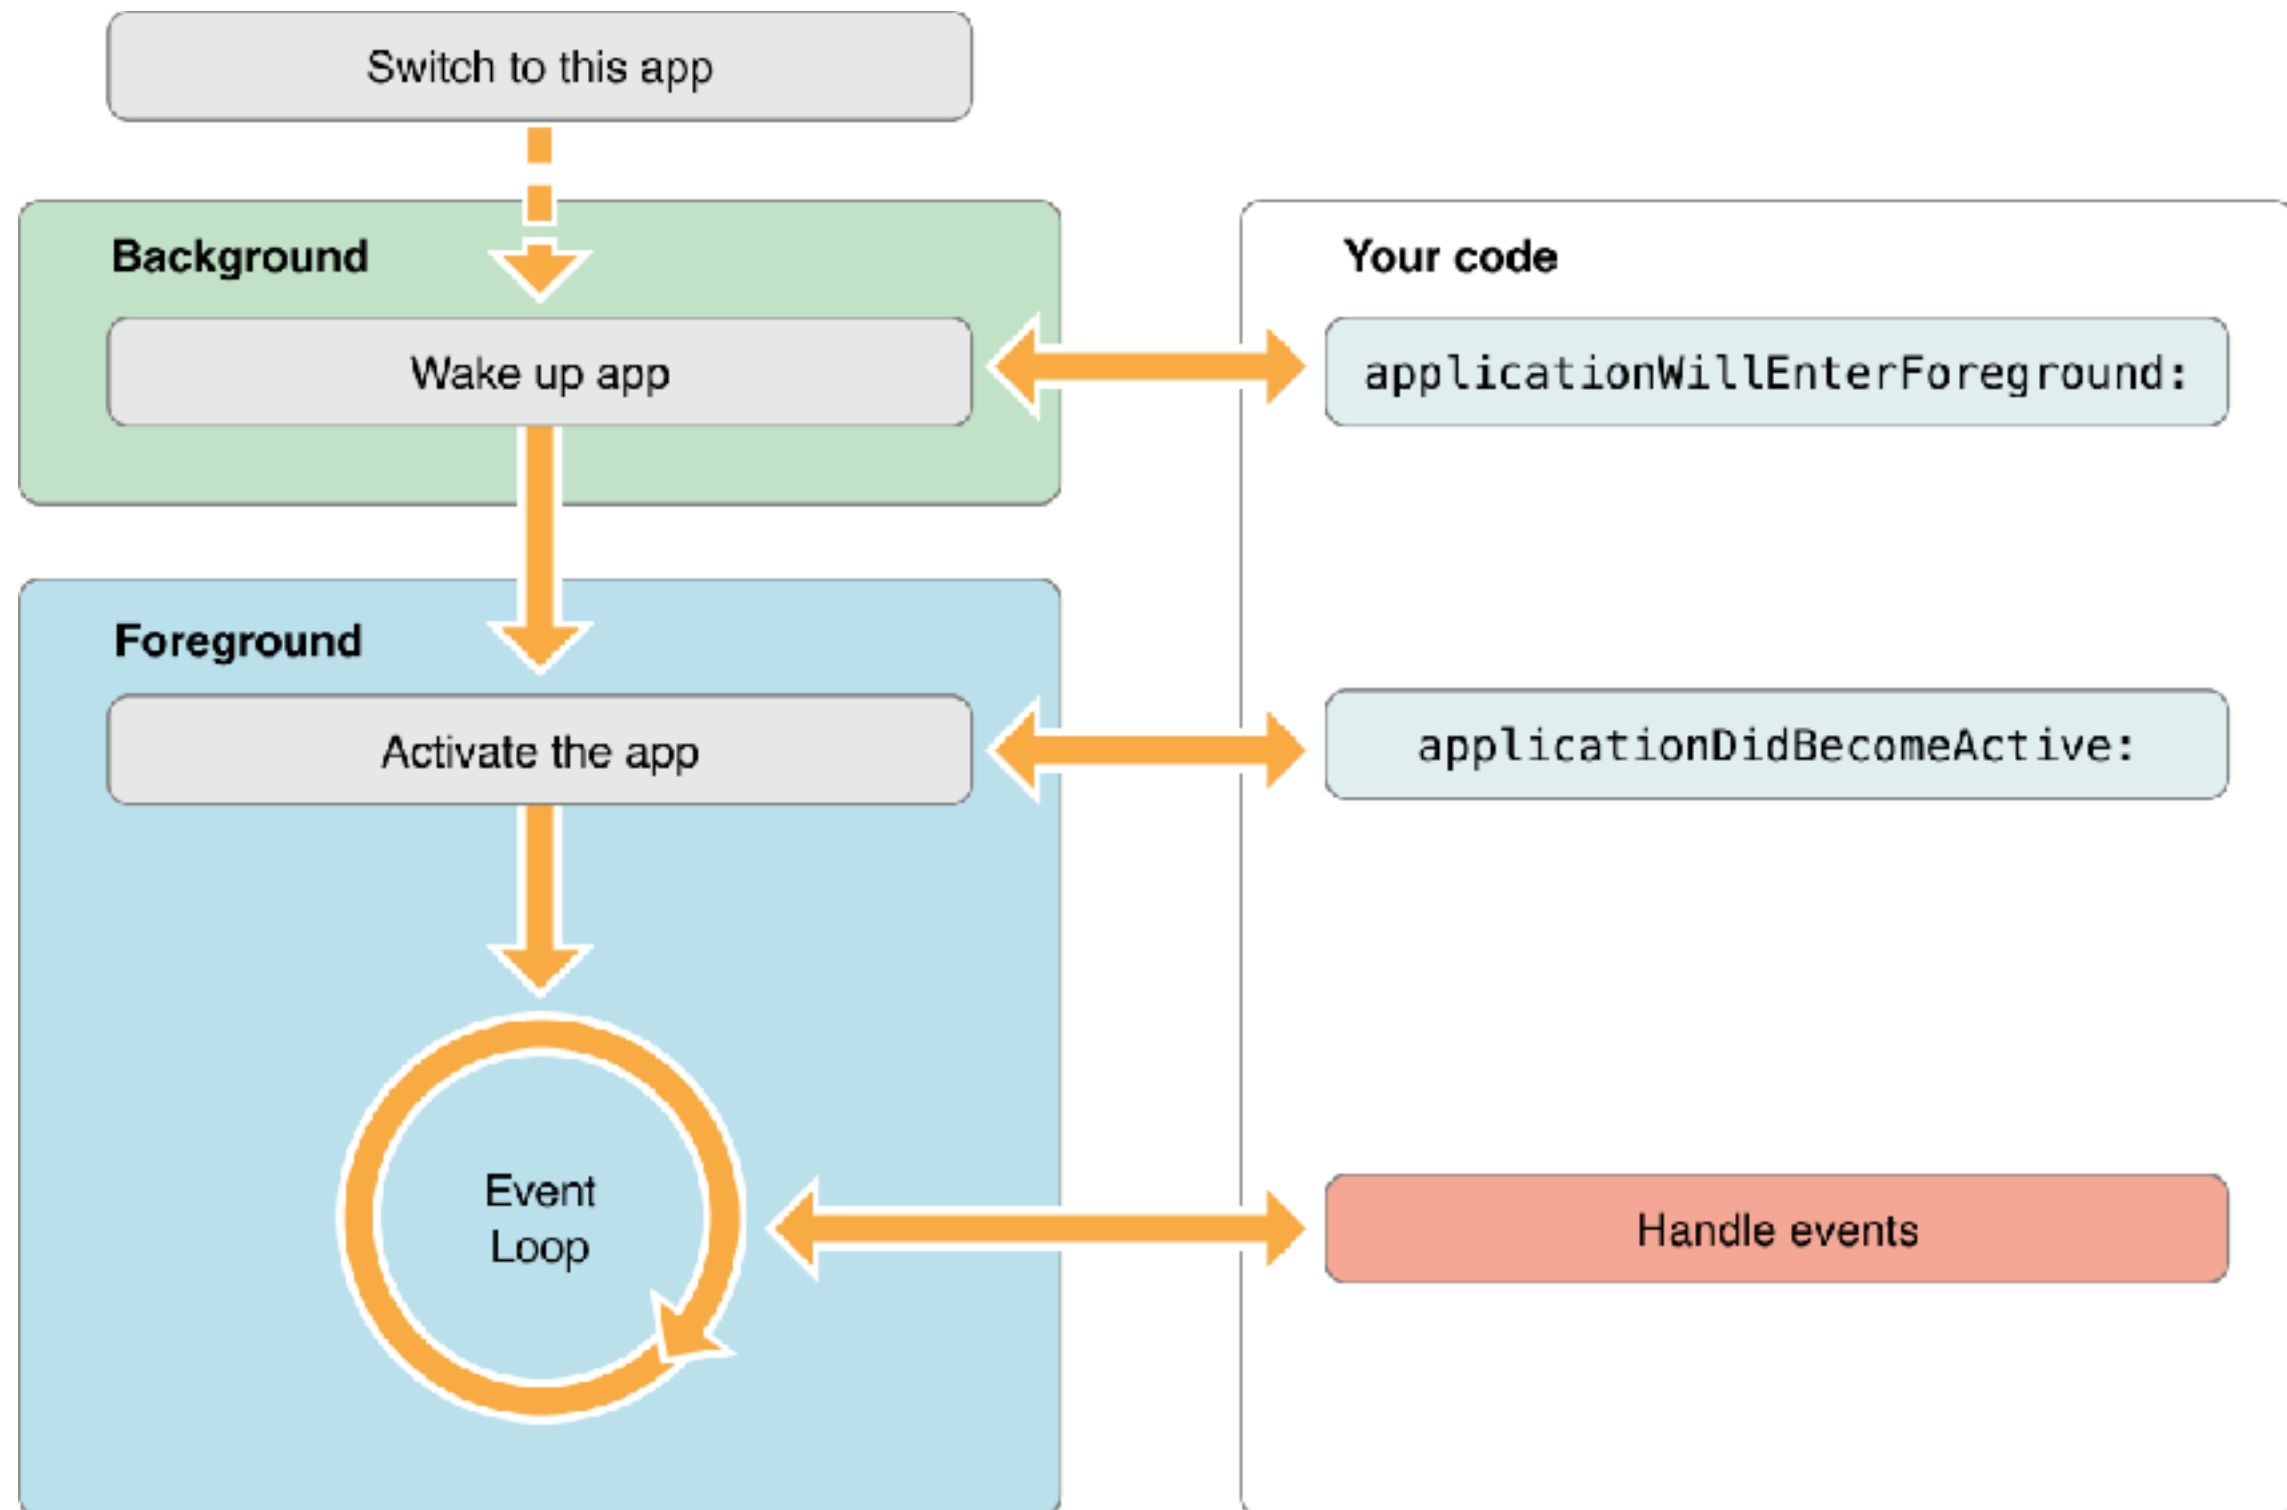 Switch to this app
Background
Your code
Wake up app
applicationWillEnterForeground:
Foreground
Activate the app
applicationDidBecomeActive:
Event
Loop
Handle events